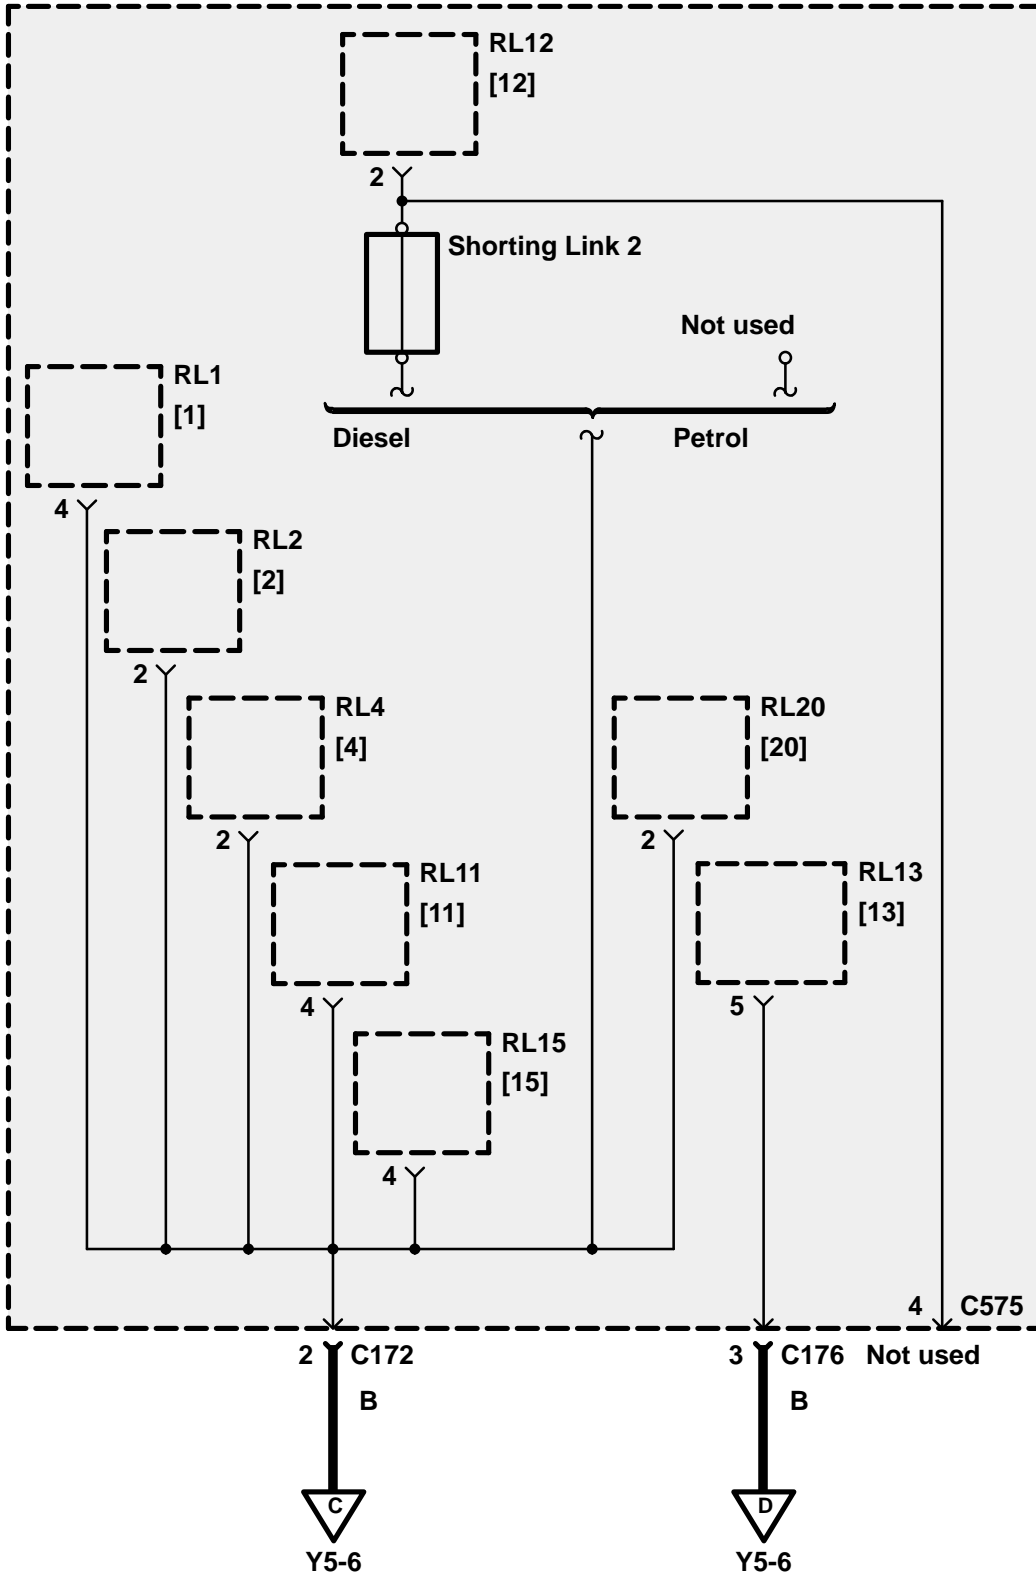 RL12
[12]
2
Shorting Link 2
Not used
RL1
[1]
Diesel
Petrol
4
RL2
[2]
2
RL4
[4]
RL20
[20]
2
2
RL11
[11]
RL13
[13]
4
5
RL15
[15]
4
4 C575
2 C172
3 C176 Not used
B
B
C
D
Y5-6
Y5-6